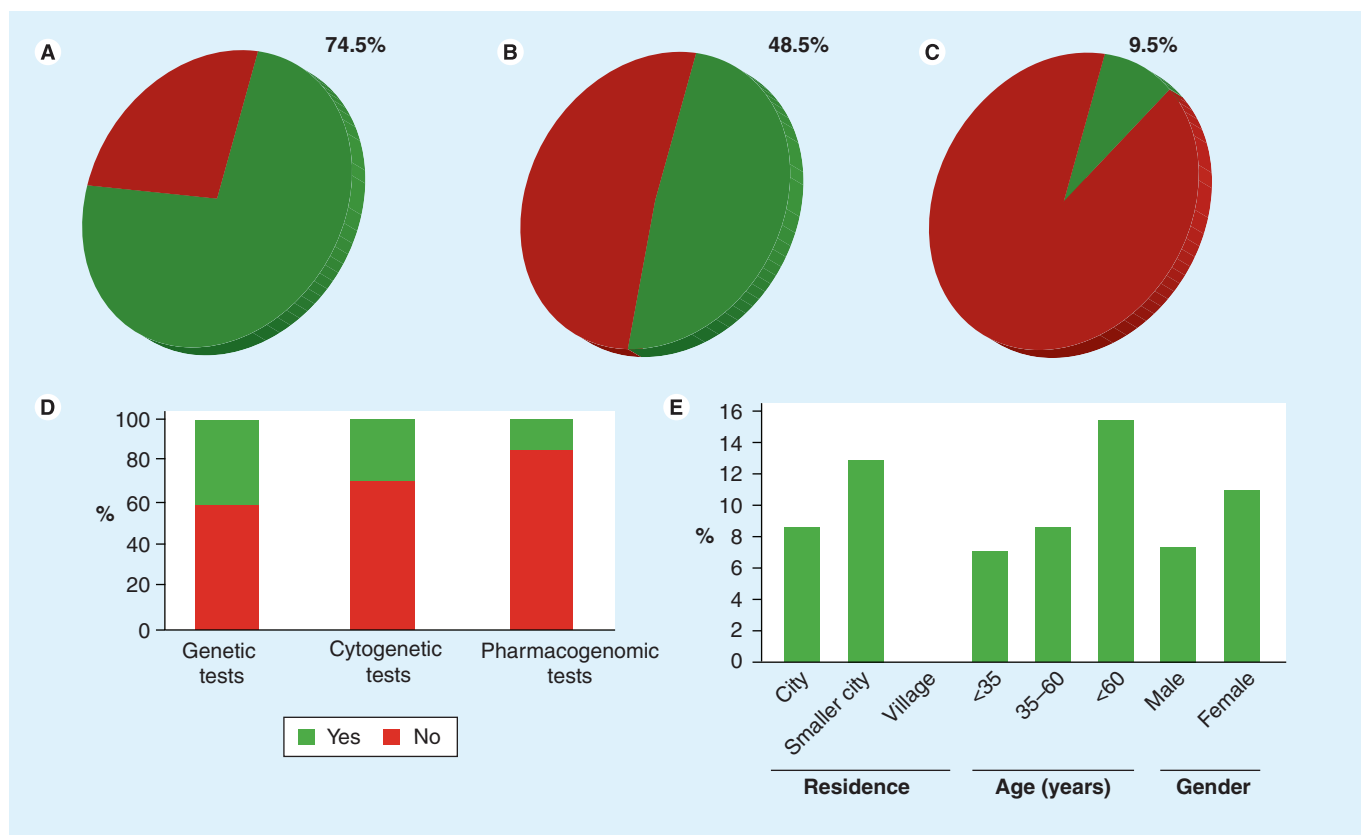 A
74.5%
B
48.5%
C
9.5%
D
100
80
60
%
40
20
0
Genetic
tests
Cytogenetic
tests
Pharmacogenomic
tests
Yes
No
E
16
14
12
10
%
8
6
4
2
0
City
Smaller city
Village
<35
35–60
<60
Male
Female
Residence
Age (years)
Gender